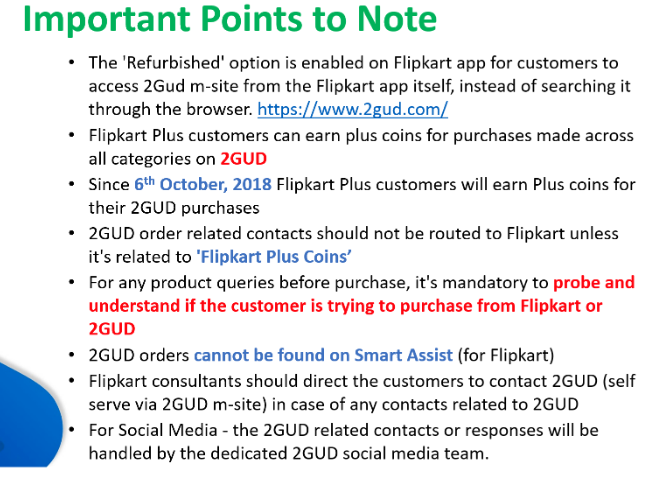 Important Points to Note
• The 'Refurbished' option is enabled on Flipkart app for customers to
access 2Gud m-site from the Flipkart app itself, instead of searching it
through the browser. https://www.2gud.com/
• Flipkart Plus customers can earn plus coins for purchases made across
all categories on 2GUD
• Since 6th October, 2018 Flipkart Plus customers will earn Plus coins for
their 2GUD purchases
• 2GUD order related contacts should not be routed to Flipkart unless
it's related to 'Flipkart Plus Coins’
• For any product queries before purchase, it's mandatory to probe and
understand if the customer is trying to purchase from Flipkart or
2GUD
• 2GUD orders cannot be found on Smart Assist (for Flipkart)
• Flipkart consultants should direct the customers to contact 2GUD (self
serve via 2GUD m-site) in case of any contacts related to 2GUD
• For Social Media - the 2GUD related contacts or responses will be
handled by the dedicated 2GUD social media team.